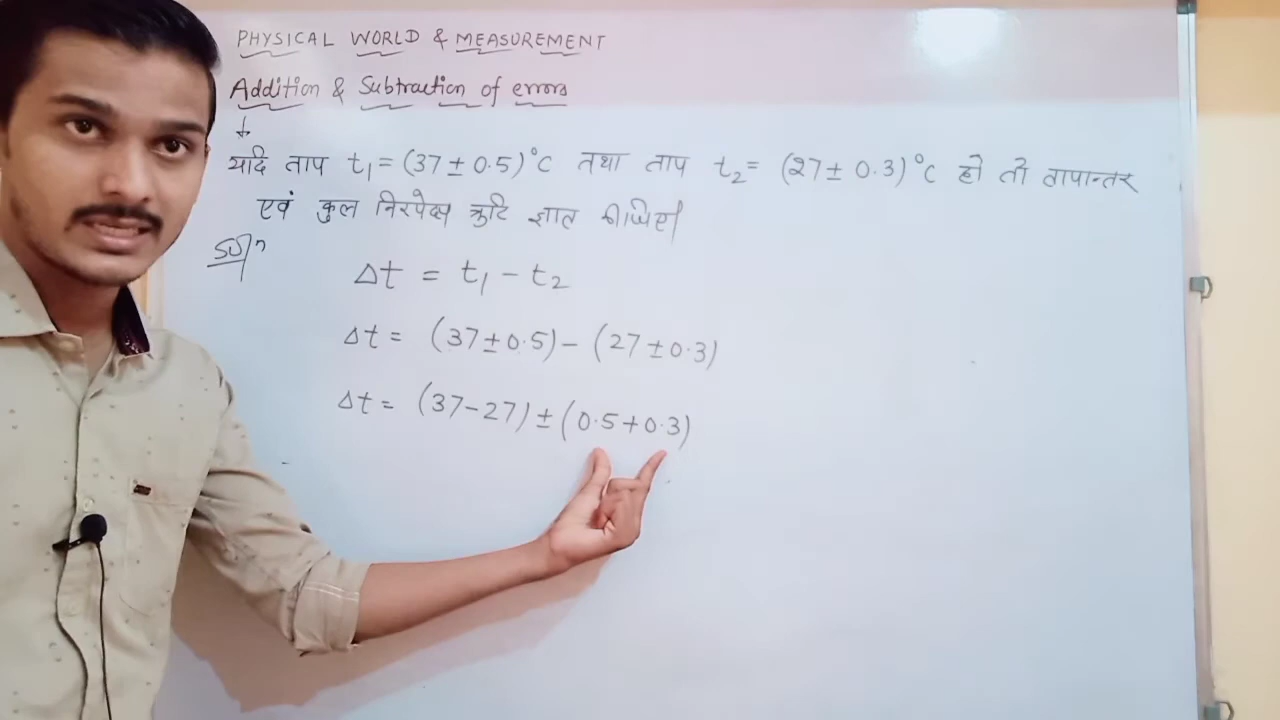 PHYSICAL WORLD & MEASUREMENT
Addition & Subtraction of errors
↓
यदि ताप t₁ = (37 ± 0.5)°C तथा ताप t₂ = (27 ± 0.3)°C हो तो तापान्तर
एवं कुल निरपेक्ष त्रुटि ज्ञात कीजिए।
Solⁿ
Δt = t₁ - t₂
Δt = (37 ± 0.5) - (27 ± 0.3)
Δt = (37 - 27) ± (0.5 + 0.3)